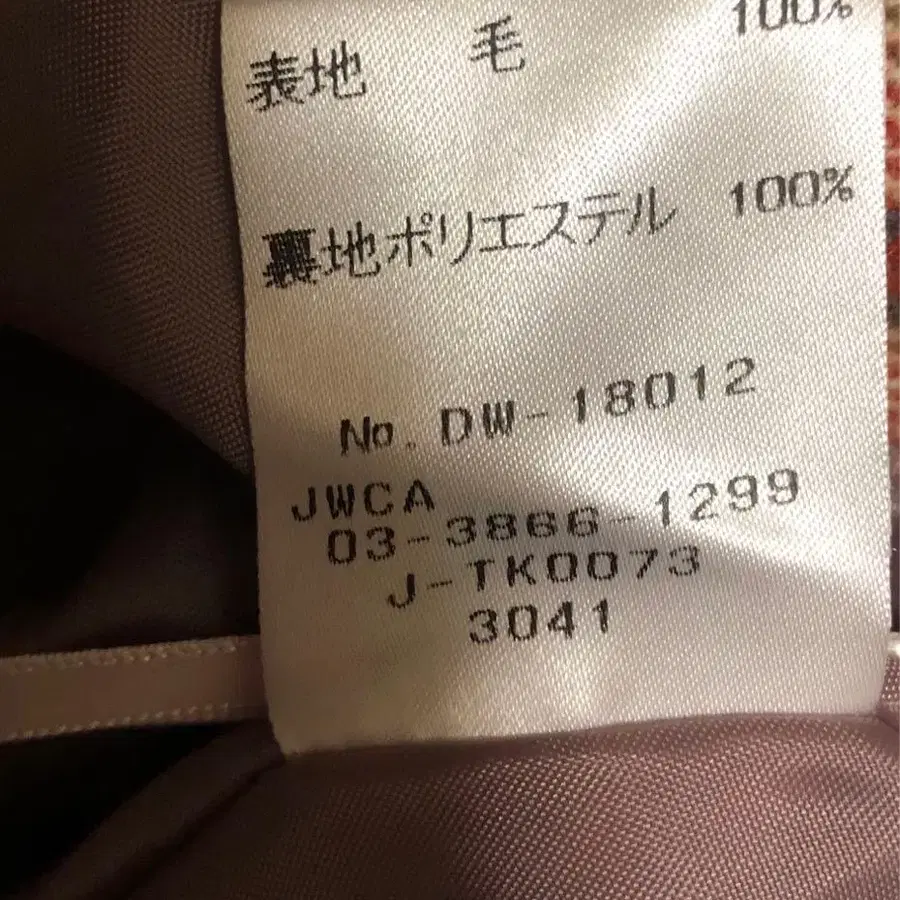 表地 毛 100%
裏地ポリエステル 100%
No. DW-18012
JWCA
03-3866-1299
J-TK0073
3041